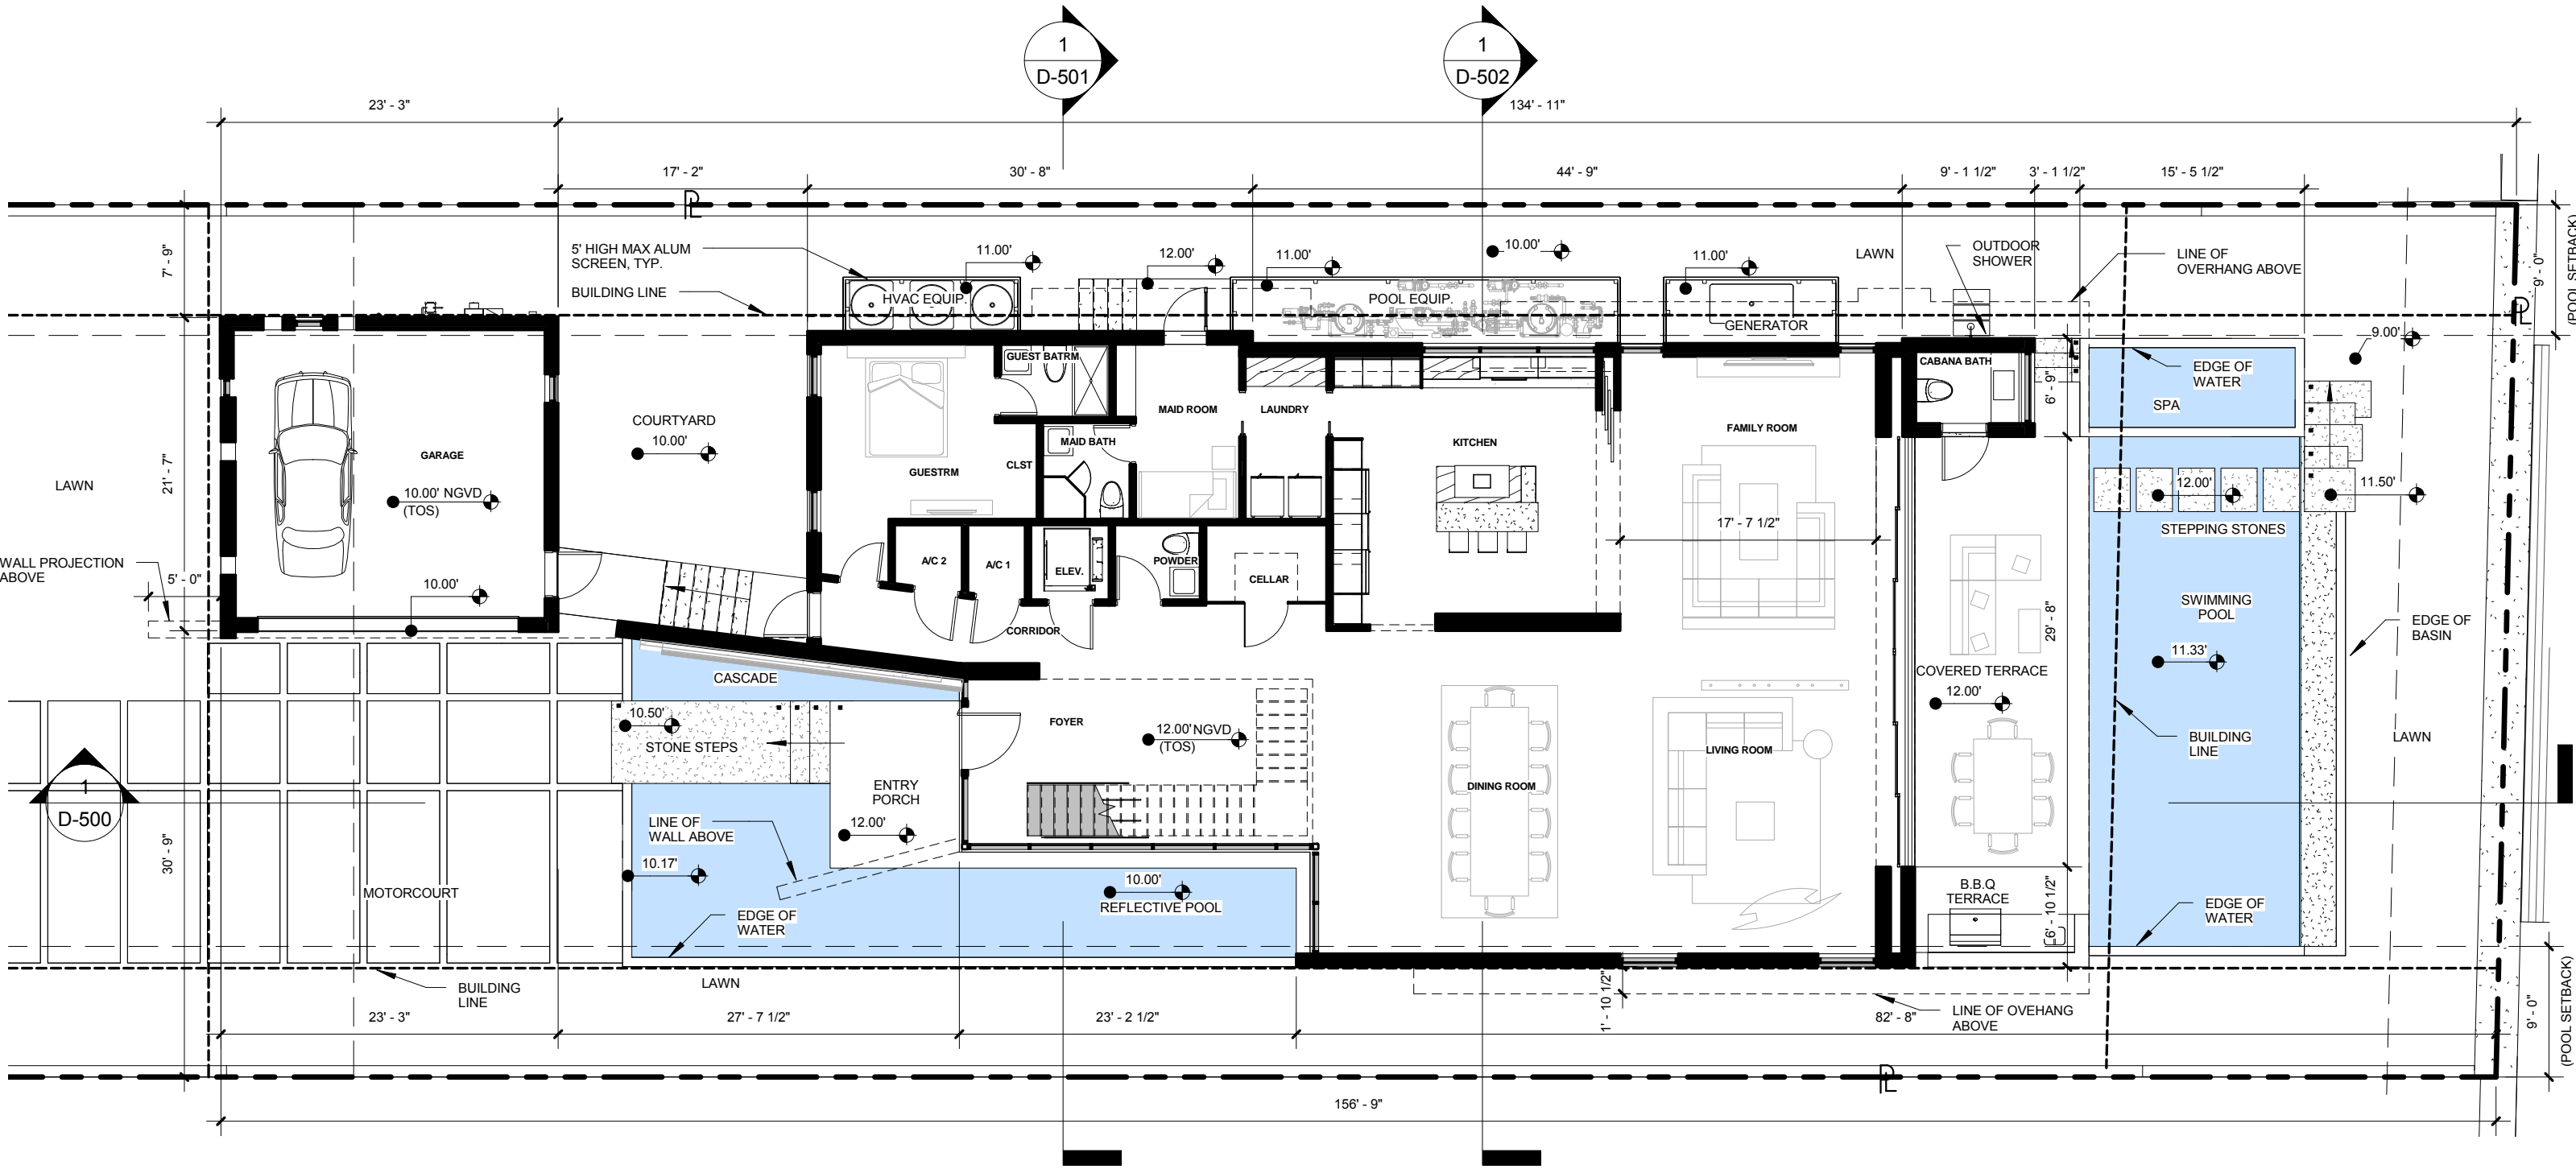 1
D-501
1
D-502
23' - 3"
134' - 11"
17' - 2"
30' - 8"
44' - 9"
9' - 1 1/2"
3' - 1 1/2"
15' - 5 1/2"
PL
7' - 9"
5' HIGH MAX ALUM
SCREEN, TYP.
BUILDING LINE
11.00'
HVAC EQUIP.
12.00'
11.00'
POOL EQUIP.
10.00'
11.00'
GENERATOR
LAWN
OUTDOOR
SHOWER
LINE OF
OVERHANG ABOVE
9' - 0"
(POOL SETBACK)
PL
9.00'
GUEST BATRM
CABANA BATH
EDGE OF
WATER
SPA
6' - 9"
COURTYARD
10.00'
GARAGE
MAID ROOM
LAUNDRY
MAID BATH
KITCHEN
FAMILY ROOM
GUESTRM
CLST
LAWN
21' - 7"
10.00' NGVD
(TOS)
12.00'
11.50'
STEPPING STONES
17' - 7 1/2"
WALL PROJECTION
ABOVE
5' - 0"
10.00'
A/C 2
A/C 1
ELEV.
POWDER
CELLAR
SWIMMING
POOL
CORRIDOR
29' - 8"
EDGE OF
BASIN
11.33'
CASCADE
COVERED TERRACE
12.00'
10.50'
STONE STEPS
FOYER
12.00' NGVD
(TOS)
LIVING ROOM
BUILDING
LINE
LAWN
1
D-500
ENTRY
PORCH
12.00'
DINING ROOM
LINE OF
WALL ABOVE
30' - 9"
10.17'
MOTORCOURT
10.00'
REFLECTIVE POOL
EDGE OF
WATER
B.B.Q
TERRACE
6' - 10 1/2"
EDGE OF
WATER
BUILDING
LINE
LAWN
23' - 3"
27' - 7 1/2"
23' - 2 1/2"
1' - 10 1/2"
82' - 8"
LINE OF OVEHANG
ABOVE
9' - 0"
(POOL SETBACK)
PL
156' - 9"